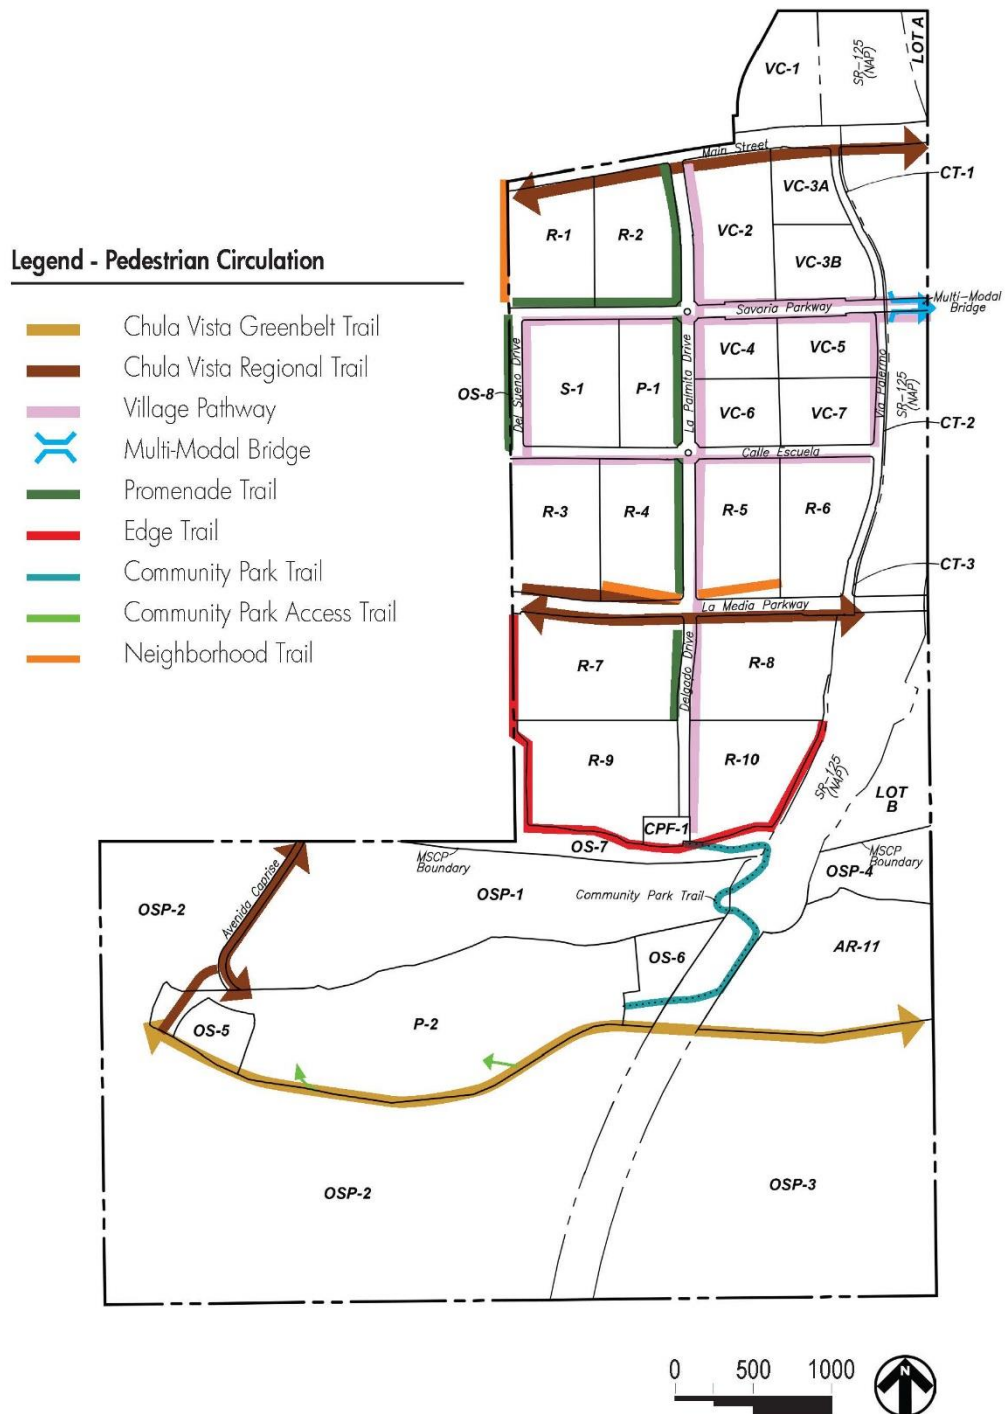 LOT A
VC-1
SR-125
(NAP)
Main Street
CT-1
VC-3A
R-1
R-2
VC-2
VC-3B
Legend - Pedestrian Circulation
Chula Vista Greenbelt Trail
Chula Vista Regional Trail
Village Pathway
Multi-Modal Bridge
Promenade Trail
Edge Trail
Community Park Trail
Community Park Access Trail
Neighborhood Trail
Multi-Modal
Bridge
Savoria Parkway
Del Sueno Drive
La Palmita Drive
VC-4
VC-5
Via Palermo
SR-125
(NAP)
OS-8
S-1
P-1
VC-6
VC-7
CT-2
Calle Escuela
R-3
R-4
R-5
R-6
CT-3
La Media Parkway
R-7
Delgado Drive
R-8
R-9
R-10
SR-125
(NAP)
LOT
B
CPF-1
OS-7
MSCP
Boundary
MSCP
Boundary
OSP-4
Avenida Caprise
OSP-2
OSP-1
Community Park Trail
OS-6
AR-11
OS-5
P-2
OSP-2
OSP-3
0 500 1000
N